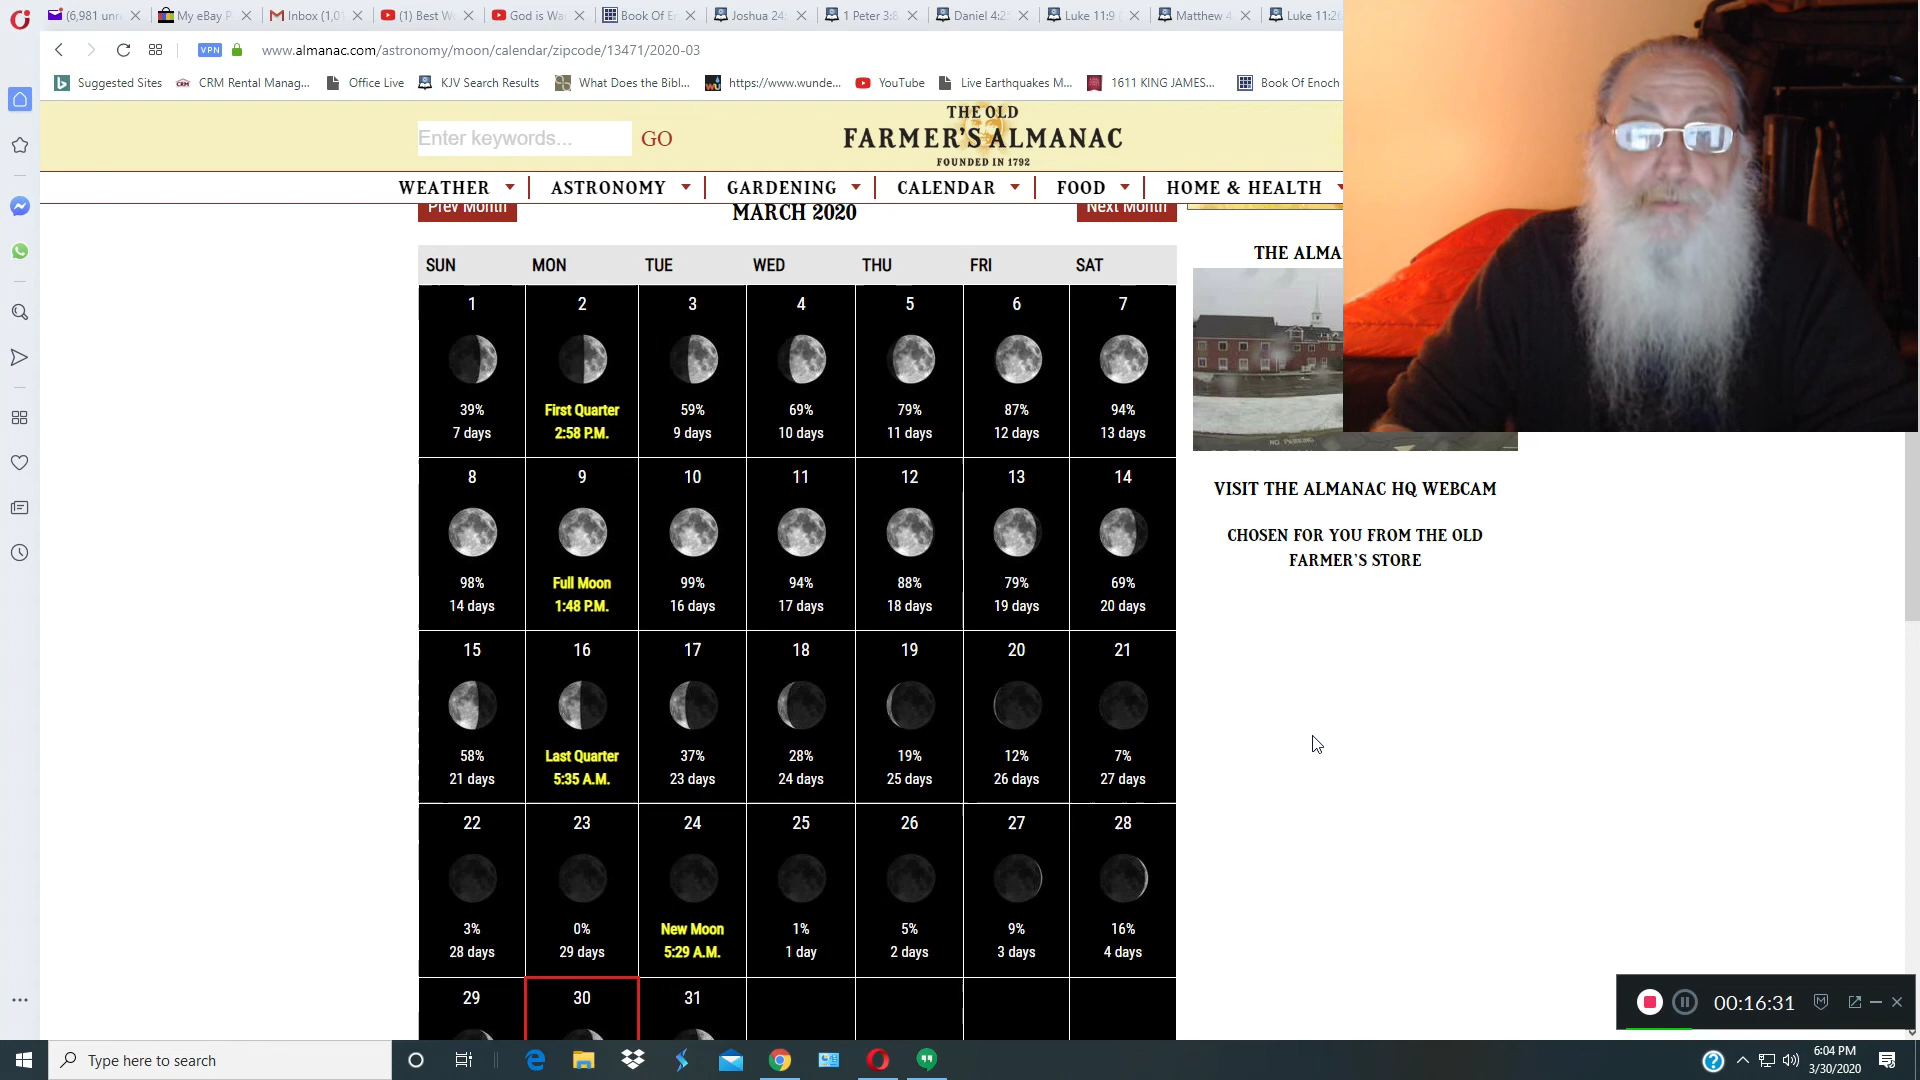 (6,981 unr
My eBay P
Inbox (1,0
(1) Best W
God is Wa
Book Of E
Joshua 24:
1 Peter 3:8
Daniel 4:2
Luke 11:9
Matthew 4
Luke 11:2
VPN
www.almanac.com/astronomy/moon/calendar/zipcode/13471/2020-03
Suggested Sites
CRM Rental Manag...
Office Live
KJV Search Results
What Does the Bibl...
https://www.wunde...
YouTube
Live Earthquakes M...
1611 KING JAMES...
Book Of Enoch
Enter keywords...
GO
THE OLD
FARMER'S ALMANAC
FOUNDED IN 1792
WEATHER
ASTRONOMY
GARDENING
CALENDAR
FOOD
HOME & HEALTH
Prev Month
MARCH 2020
Next Month
SUN MON TUE WED THU FRI SAT
1 2 3 4 5 6 7
39% First Quarter 59% 69% 79% 87% 94%
7 days 2:58 P.M. 9 days 10 days 11 days 12 days 13 days
8 9 10 11 12 13 14
98% Full Moon 99% 94% 88% 79% 69%
14 days 1:48 P.M. 16 days 17 days 18 days 19 days 20 days
15 16 17 18 19 20 21
58% Last Quarter 37% 28% 19% 12% 7%
21 days 5:35 A.M. 23 days 24 days 25 days 26 days 27 days
22 23 24 25 26 27 28
3% 0% New Moon 1% 5% 9% 16%
28 days 29 days 5:29 A.M. 1 day 2 days 3 days 4 days
29 30 31
THE ALMA
NO PARKING
VISIT THE ALMANAC HQ WEBCAM
CHOSEN FOR YOU FROM THE OLD
FARMER'S STORE
00:16:31
Type here to search
6:04 PM
3/30/2020